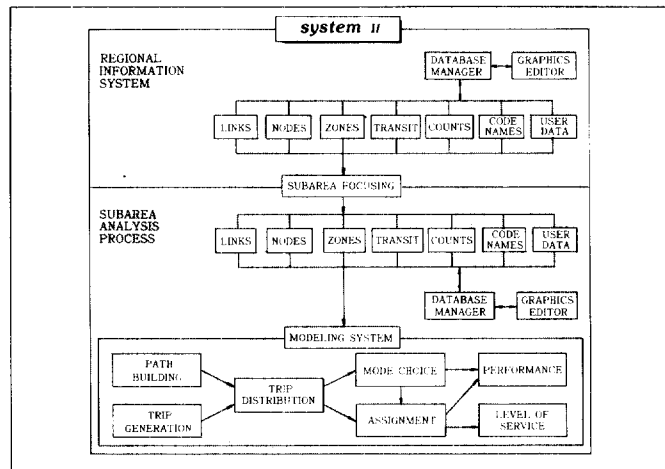 system II
REGIONAL
INFORMATION
SYSTEM
DATABASE
MANAGER
GRAPHICS
EDITOR
LINKS
NODES
ZONES
TRANSIT
COUNTS
CODE
NAMES
USER
DATA
SUBAREA FOCUSING
SUBAREA
ANALYSIS
PROCESS
LINKS
NODES
ZONES
TRANSIT
COUNTS
CODE
NAMES
USER
DATA
DATABASE
MANAGER
GRAPHICS
EDITOR
MODELING SYSTEM
PATH
BUILDING
TRIP
GENERATION
TRIP
DISTRIBUTION
MODE CHOICE
ASSIGNMENT
PERFORMANCE
LEVEL OF
SERVICE